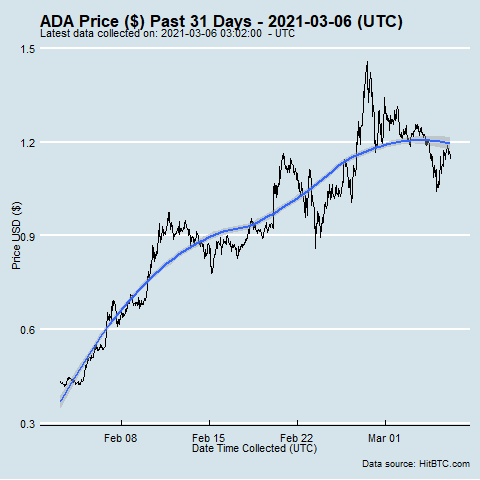 ADA Price ($) Past 31 Days - 2021-03-06 (UTC)
Latest data collected on: 2021-03-06 03:02:00 - UTC
1.5
1.2
0.9
0.6
0.3
Price USD ($)
Feb 08 Feb 15 Feb 22 Mar 01
Date Time Collected (UTC)
Data source: HitBTC.com